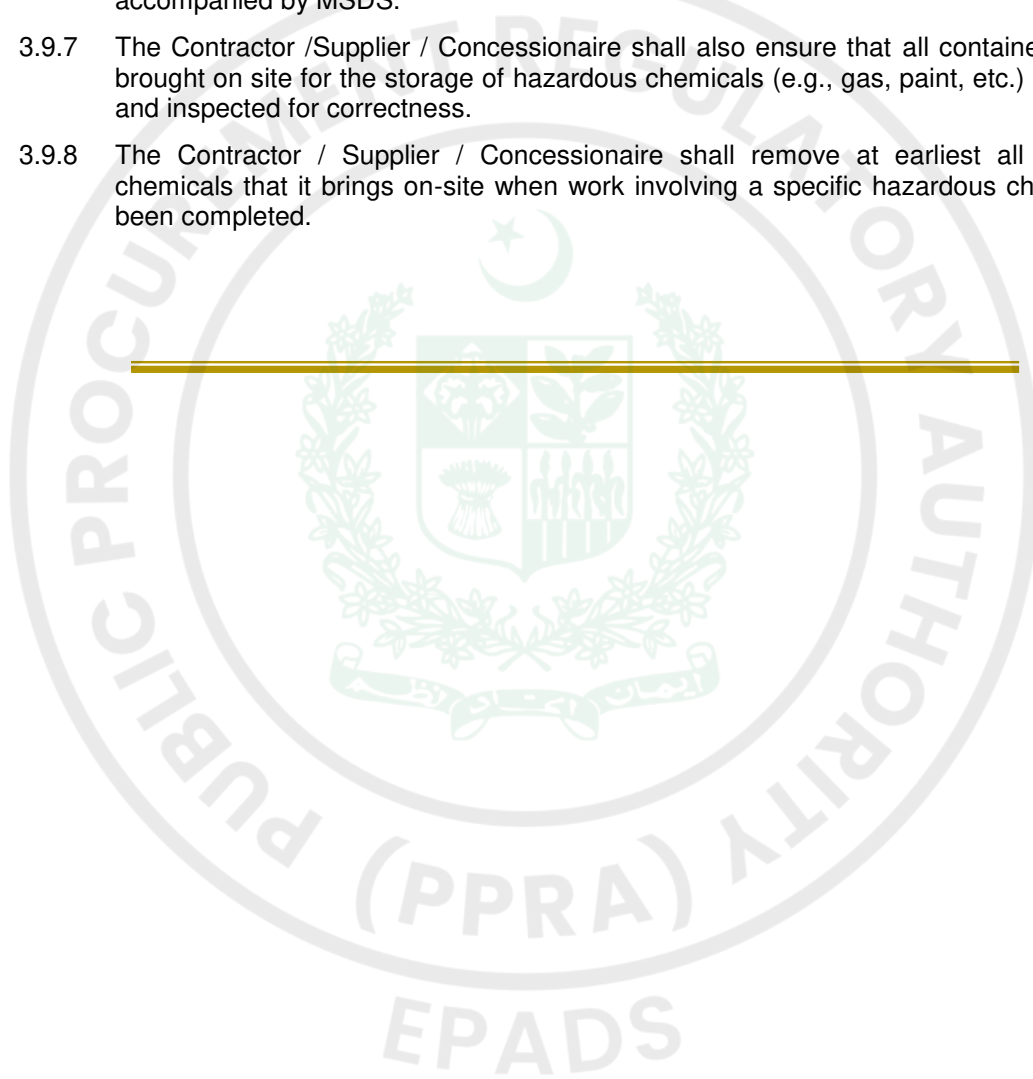 accompanied by MSDS.
3.9.7 The Contractor /Supplier / Concessionaire shall also ensure that all containe
brought on site for the storage of hazardous chemicals (e.g., gas, paint, etc.)
and inspected for correctness.
3.9.8 The Contractor / Supplier / Concessionaire shall remove at earliest all
chemicals that it brings on-site when work involving a specific hazardous ch
been completed.
PUBLIC PROCUREMENT REGULATORY AUTHORITY
(PPRA)
EPADS